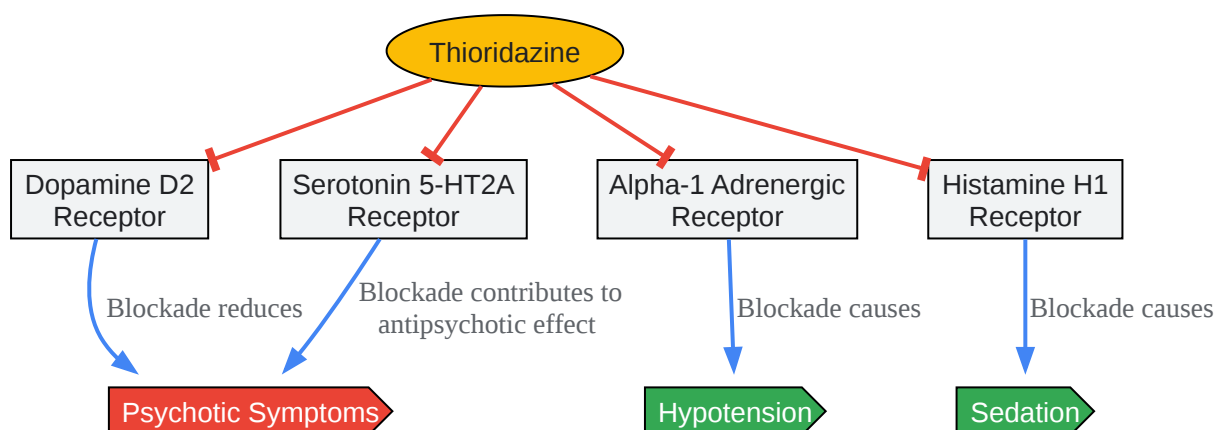 Thioridazine
Dopamine D2
Receptor
Serotonin 5-HT2A
Receptor
Alpha-1 Adrenergic
Receptor
Histamine H1
Receptor
Blockade reduces
Blockade contributes to
antipsychotic effect
Blockade causes
Blockade causes
Psychotic Symptoms
Hypotension
Sedation